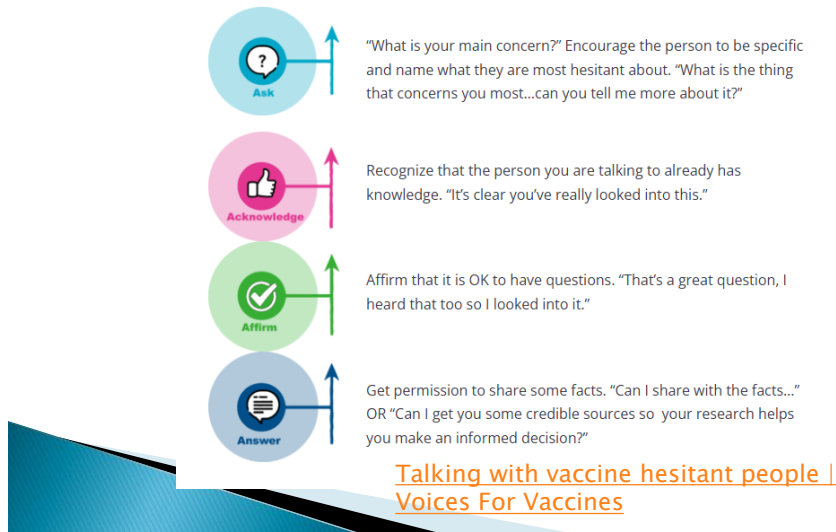 “What is your main concern?” Encourage the person to be specific
and name what they are most hesitant about. “What is the thing
that concerns you most...can you tell me more about it?”
?
Ask
Recognize that the person you are talking to already has
knowledge. “It’s clear you’ve really looked into this.”
Acknowledge
Affirm that it is OK to have questions. “That’s a great question, I
heard that too so I looked into it.”
Affirm
Get permission to share some facts. “Can I share with the facts...”
OR “Can I get you some credible sources so your research helps
you make an informed decision?”
Answer
Talking with vaccine hesitant people |
Voices For Vaccines